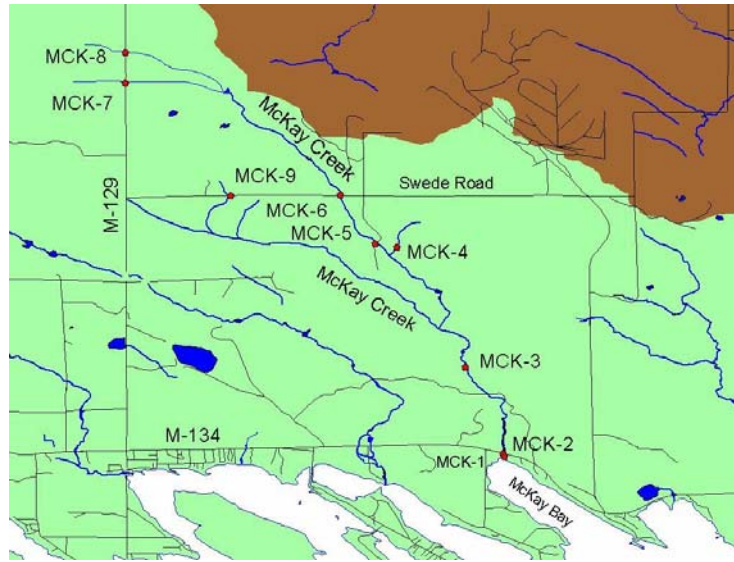 MCK-8
MCK-7
McKay Creek
MCK-9
Swede Road
M-129
MCK-6
MCK-5
MCK-4
McKay Creek
MCK-3
M-134
MCK-1
MCK-2
McKay Bay